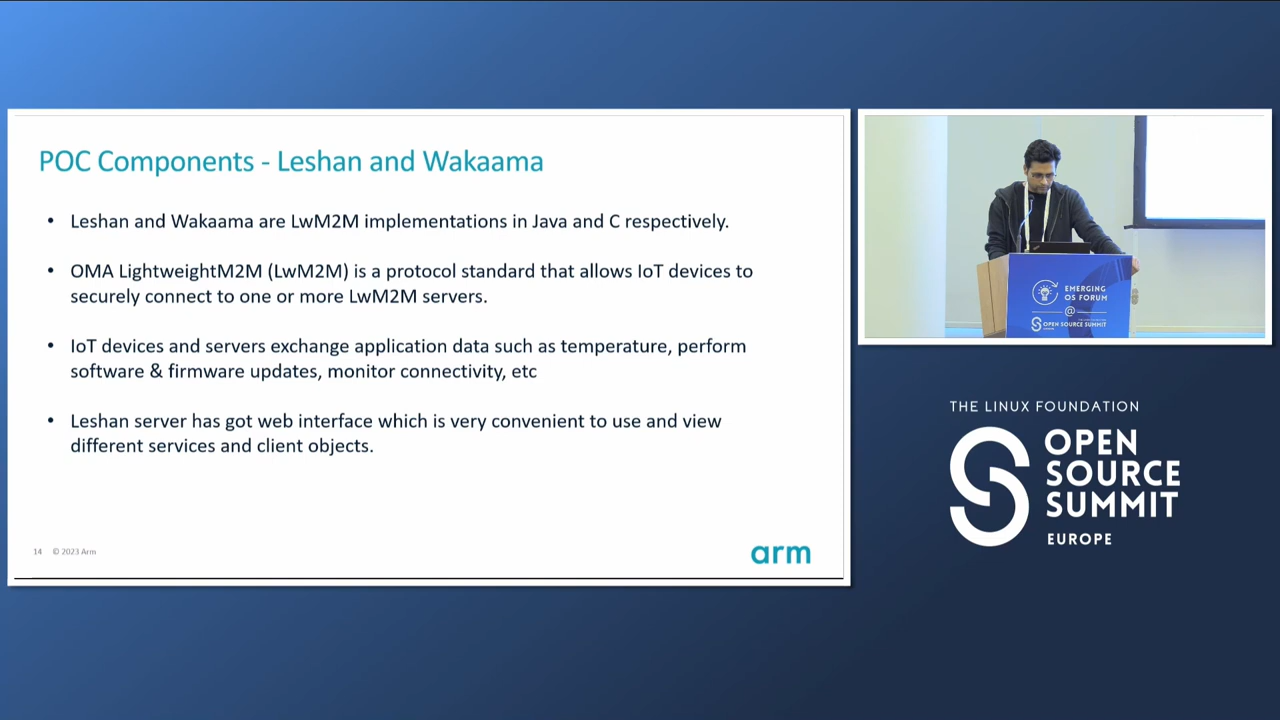 POC Components - Leshan and Wakaama
• Leshan and Wakaama are LwM2M implementations in Java and C respectively.
• OMA LightweightM2M (LwM2M) is a protocol standard that allows IoT devices to
securely connect to one or more LwM2M servers.
• IoT devices and servers exchange application data such as temperature, perform
software & firmware updates, monitor connectivity, etc
• Leshan server has got web interface which is very convenient to use and view
different services and client objects.
14 © 2023 Arm
arm
EMERGING
OS FORUM
@
OPEN SOURCE SUMMIT
THE LINUX FOUNDATION
OPEN
SOURCE
SUMMIT
EUROPE